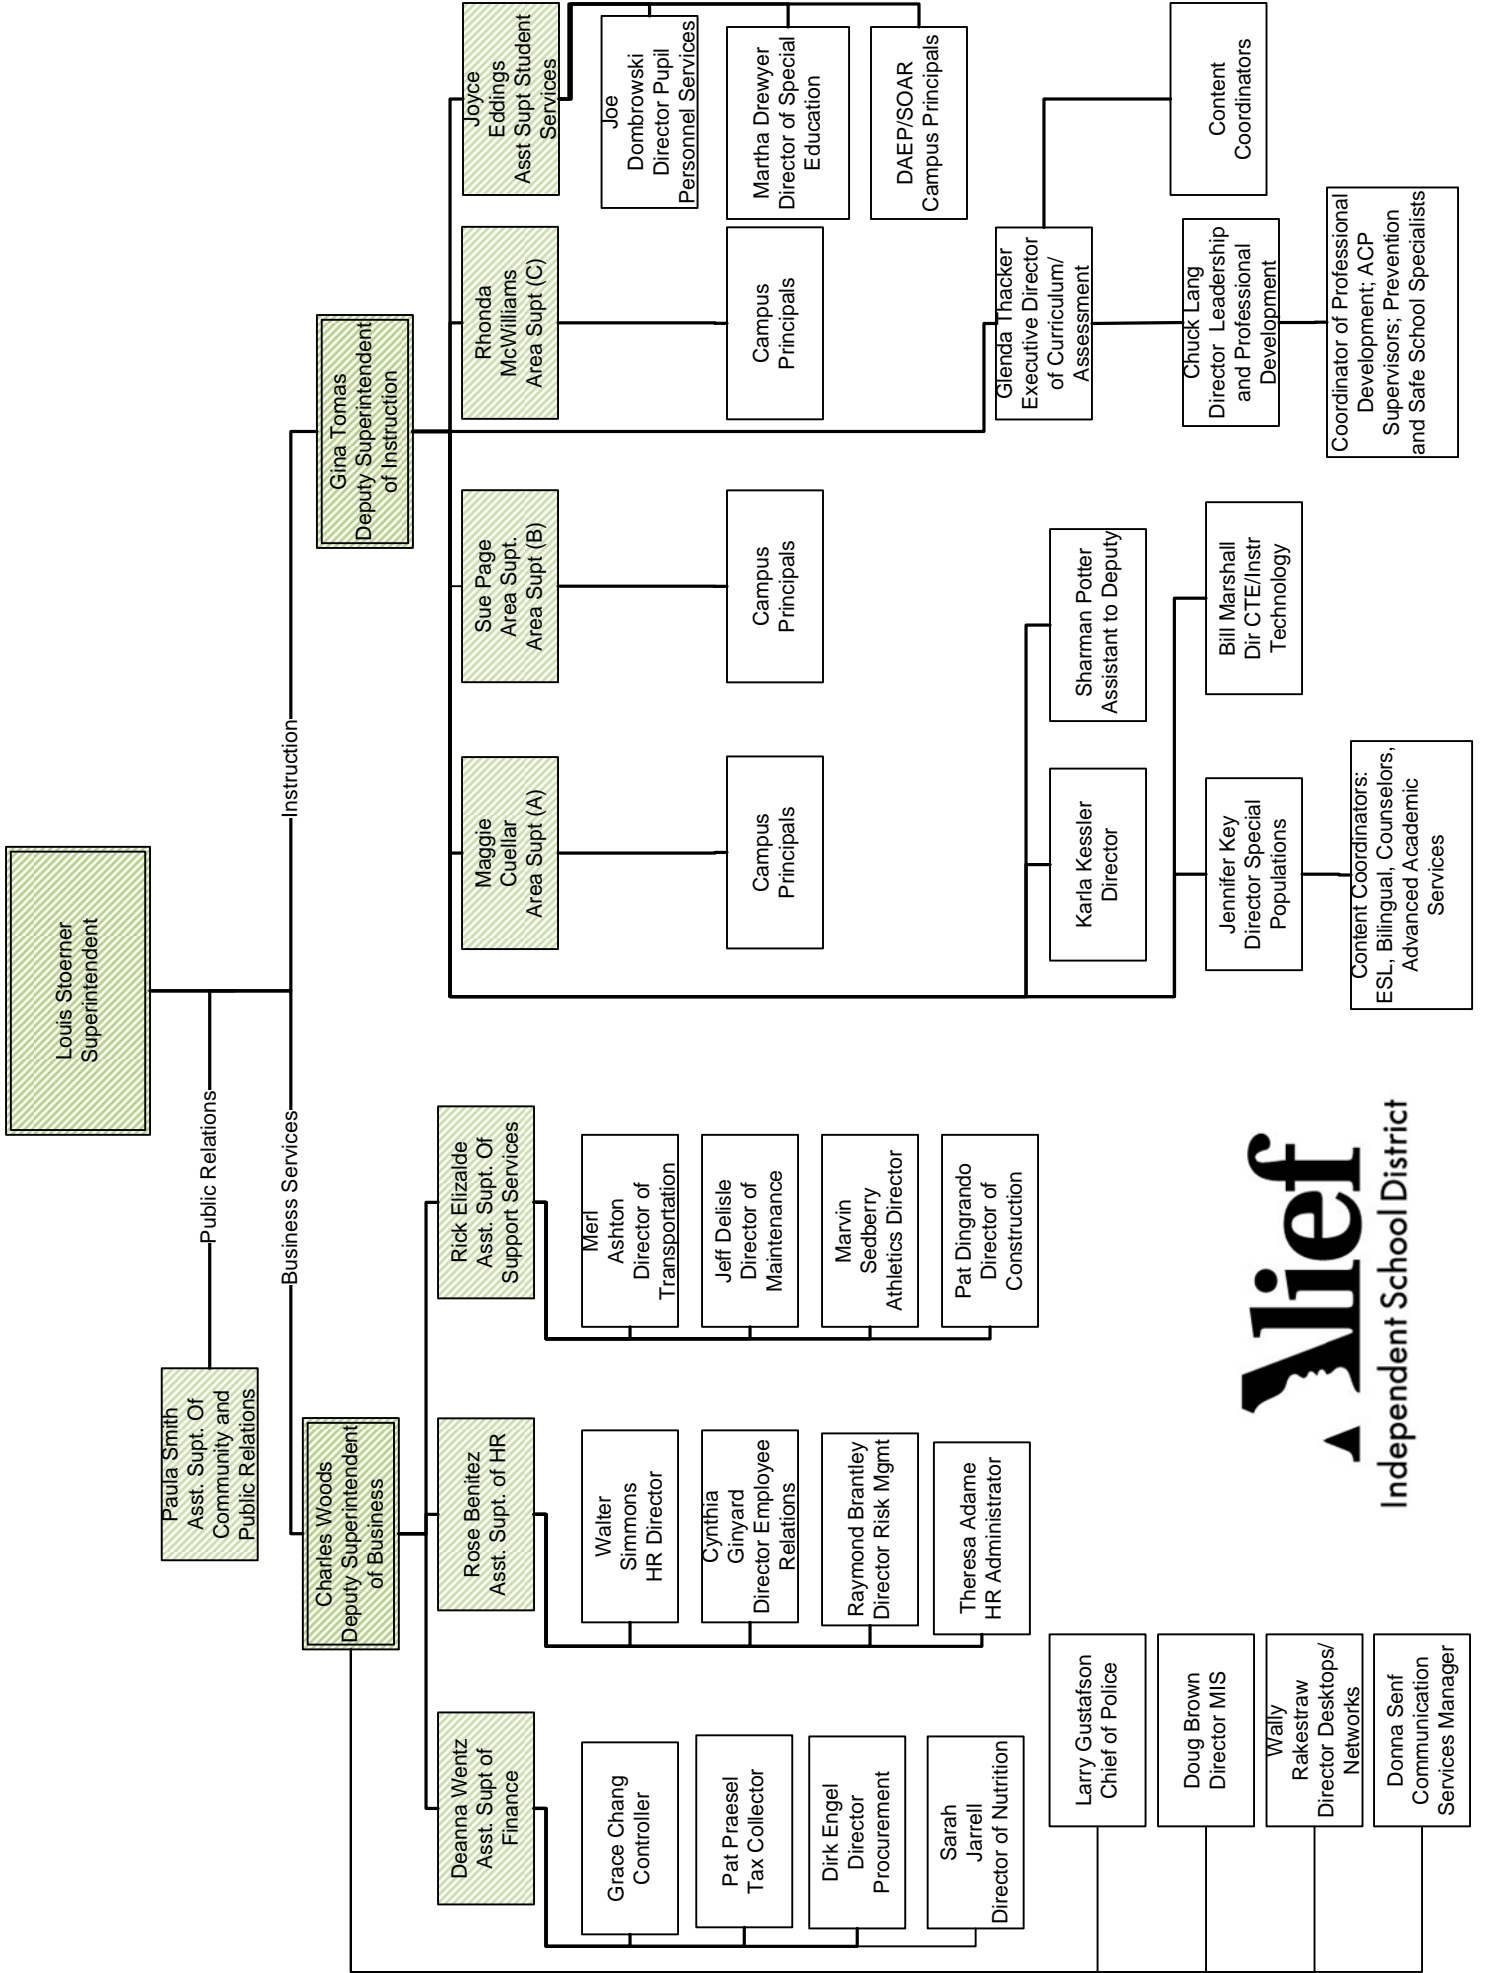 Louis Stoener
Superintendent
Public Relations
Paula Smith
Asst. Supt. Of
Community and
Public Relations
Business Services
Instruction
Charles Woods
Deputy Superintendent
of Business
Gina Tomas
Deputy Superintendent
of Instruction
Deanna Wentz
Asst. Supt of
Finance
Grace Chang
Controller
Pat Praesel
Tax Collector
Dirk Engel
Director
Procurement
Sarah
Jarrell
Director of Nutrition
Rose Benitez
Asst. Supt. of HR
Walter
Simmons
HR Director
Cynthia
Ginyard
Director Employee
Relations
Raymond Brantley
Director Risk Mgmt
Theresa Adame
HR Administrator
Rick Elizalde
Asst. Supt. Of
Support Services
Merl
Ashton
Director of
Transportation
Jeff Delisle
Director of
Maintenance
Marvin
Sedberry
Athletics Director
Pat Dingrando
Director of
Construction
Larry Gustafson
Chief of Police
Doug Brown
Director MIS
Wally
Rakestraw
Director Desktops/
Networks
Donna Senf
Communication
Services Manager
Maggie
Cuellar
Area Supt (A)
Campus
Principals
Sue Page
Area Supt.
Area Supt (B)
Campus
Principals
Rhonda
McWilliams
Area Supt (C)
Campus
Principals
Joyce
Eddings
Asst Supt Student
Services
Joe
Dombrowski
Director Pupil
Personnel Services
Martha Drewyer
Director of Special
Education
DAEP/SOAR
Campus Principals
Karla Kessler
Director
Sharman Potter
Assistant to Deputy
Jennifer Key
Director Special
Populations
Bill Marshall
Dir CTE/Instr
Technology
Content Coordinators:
ESL, Bilingual, Counselors,
Advanced Academic
Services
Glenda Thacker
Executive Director
of Curriculum/
Assessment
Content
Coordinators
Chuck Lang
Director Leadership
and Professional
Development
Coordinator of Professional
Development; ACP
Supervisors; Prevention
and Safe School Specialists
Alief
Independent School District